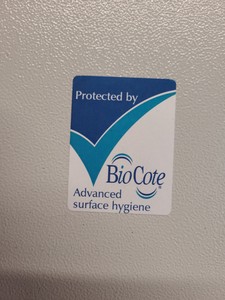 Protected by
BioCote
Advanced
surface hygiene